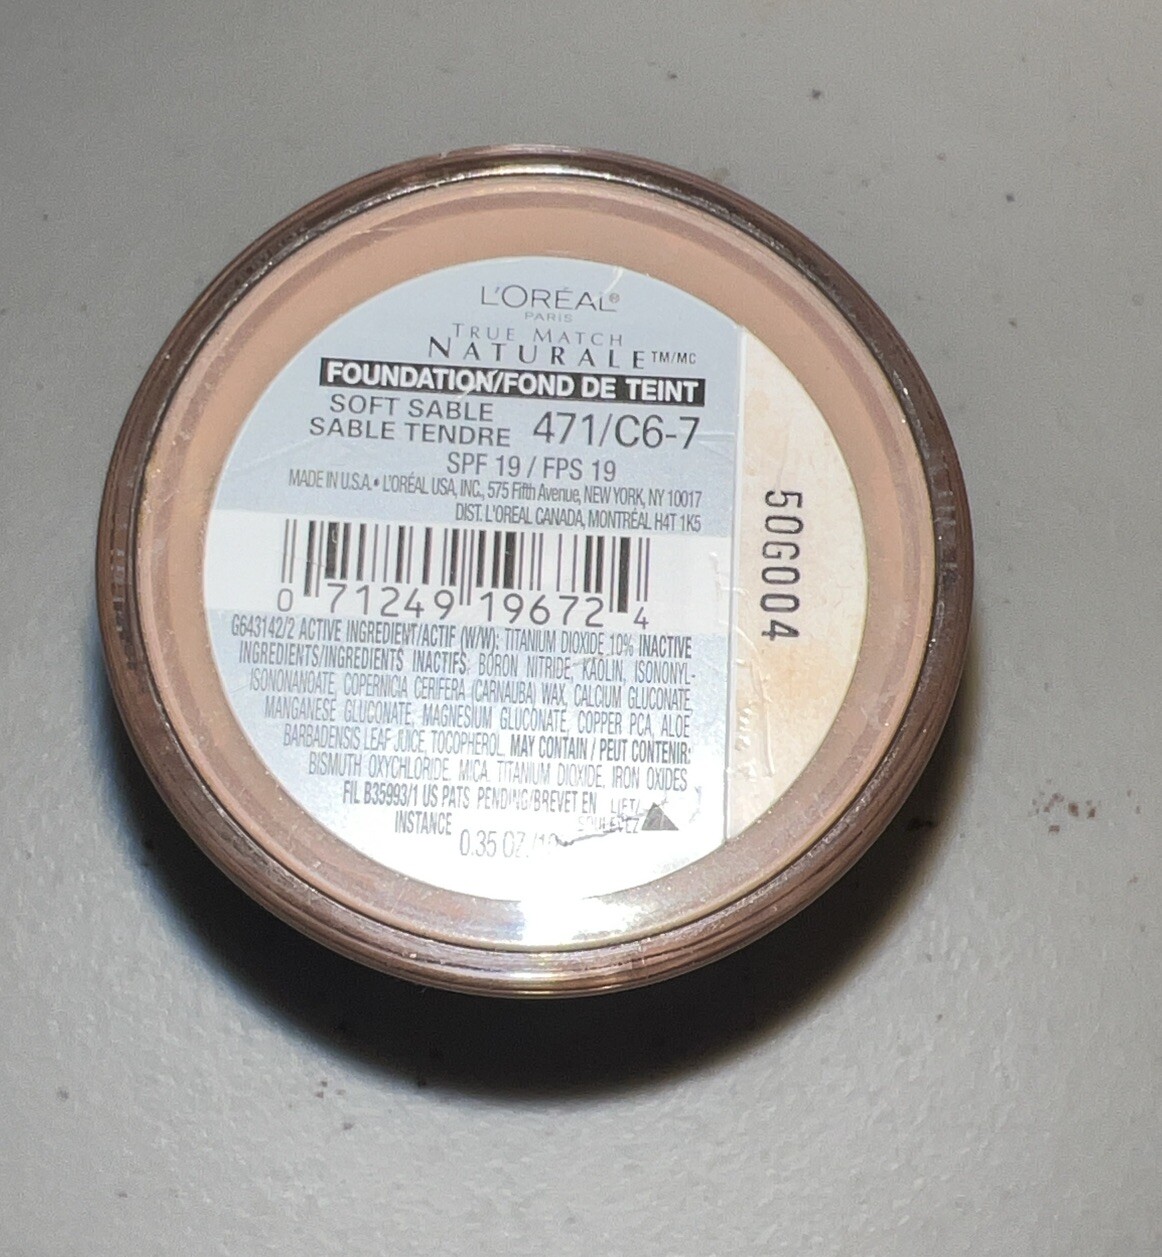 L'ORÉAL®
PARIS
TRUE MATCH
NATURALE™/MC
FOUNDATION/FOND DE TEINT
SOFT SABLE
SABLE TENDRE 471/C6-7
SPF 19 / FPS 19
MADE IN U.S.A.• L'ORÉAL USA, INC., 575 Fifth Avenue, NEW YORK, NY 10017
DIST. L'OREAL CANADA, MONTRÉAL H4T 1K5
0 71249 19672 4
G643142/2 ACTIVE INGREDIENT/ACTIF (W/W): TITANIUM DIOXIDE 10% INACTIVE
INGREDIENTS/INGREDIENTS INACTIFS: BORON NITRIDE, KAOLIN, ISONONYL-
ISONONANOATE, COPERNICIA CERIFERA (CARNAUBA) WAX, CALCIUM GLUCONATE,
MANGANESE GLUCONATE, MAGNESIUM GLUCONATE, COPPER PCA, ALOE
BARBADENSIS LEAF JUICE, TOCOPHEROL. MAY CONTAIN / PEUT CONTENIR:
BISMUTH OXYCHLORIDE, MICA, TITANIUM DIOXIDE, IRON OXIDES
FIL B35993/1 US PATS PENDING/BREVET EN
INSTANCE
LIFT/
SOULEVEZ
0.35 OZ./
50G004